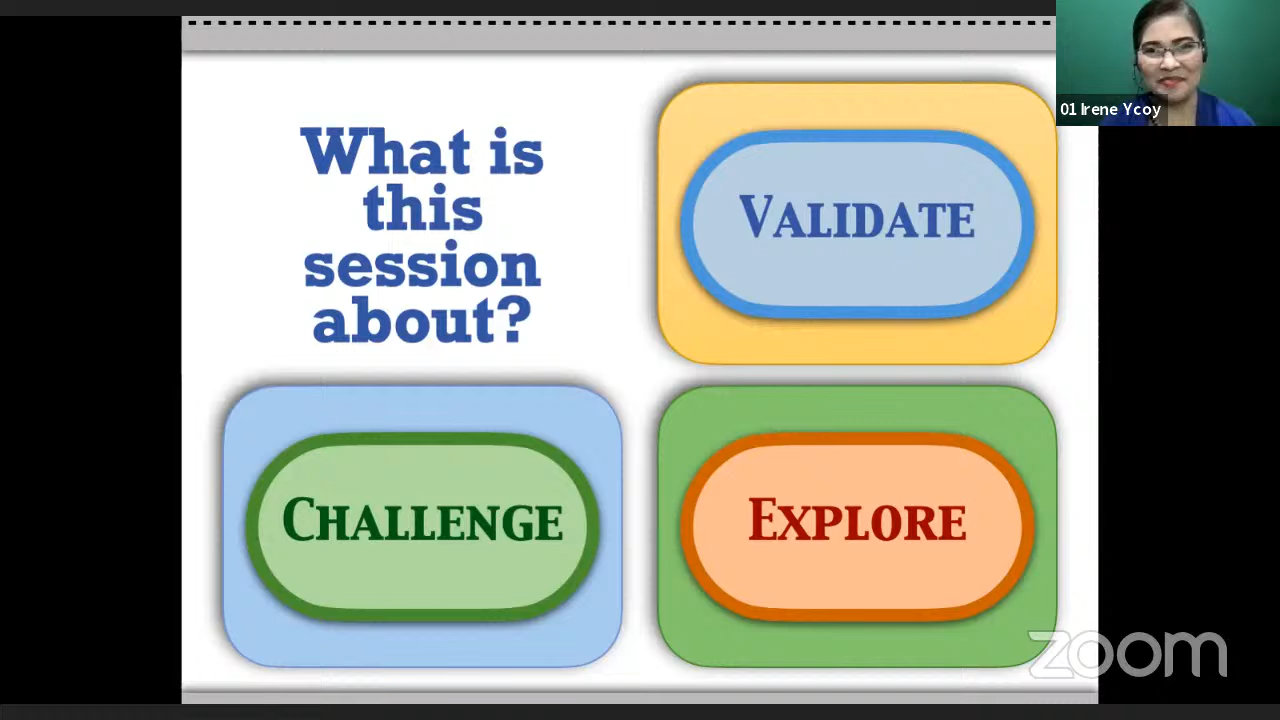 What is
this
session
about?
VALIDATE
CHALLENGE
EXPLORE
01 Irene Ycoy
zoom